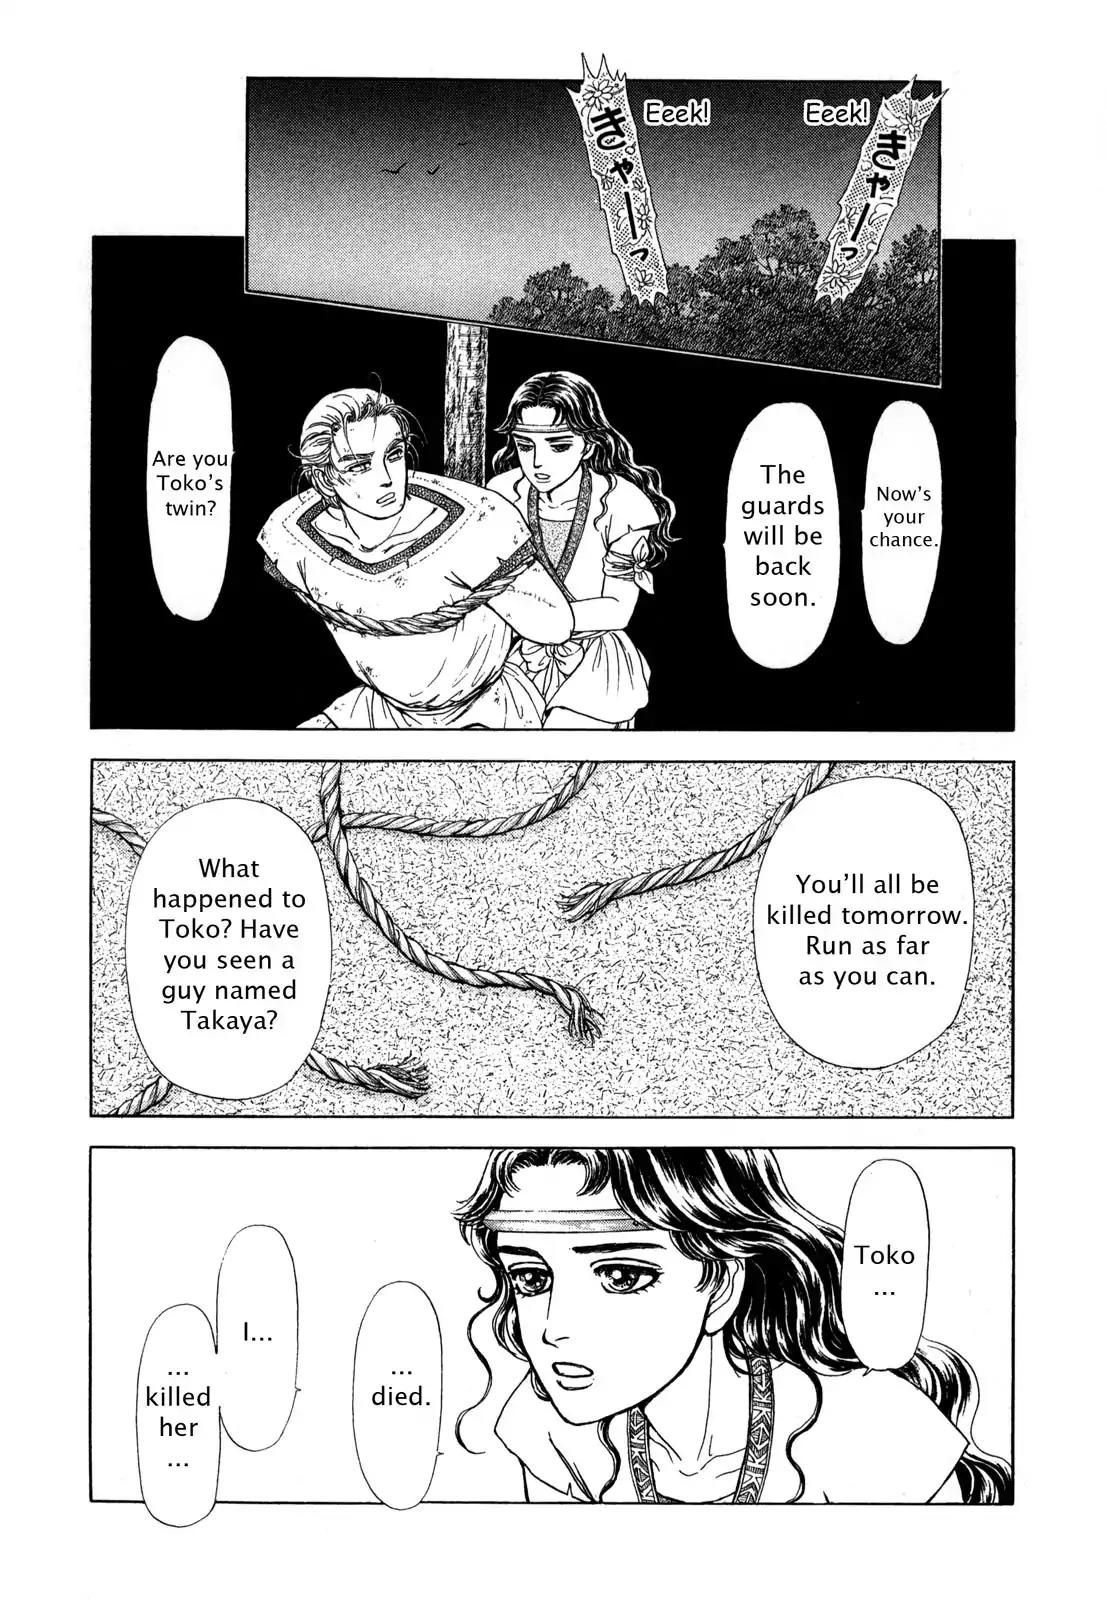 きゃーっ
Eeek!
きゃーっ
Eeek!
Now's
your
chance.
The
guards
will be
back
soon.
Are you
Toko's
twin?
You'll all be
killed tomorrow.
Run as far
as you can.
What
happened to
Toko? Have
you seen a
guy named
Takaya?
Toko
...
...
died.
I...
...
killed
her
...